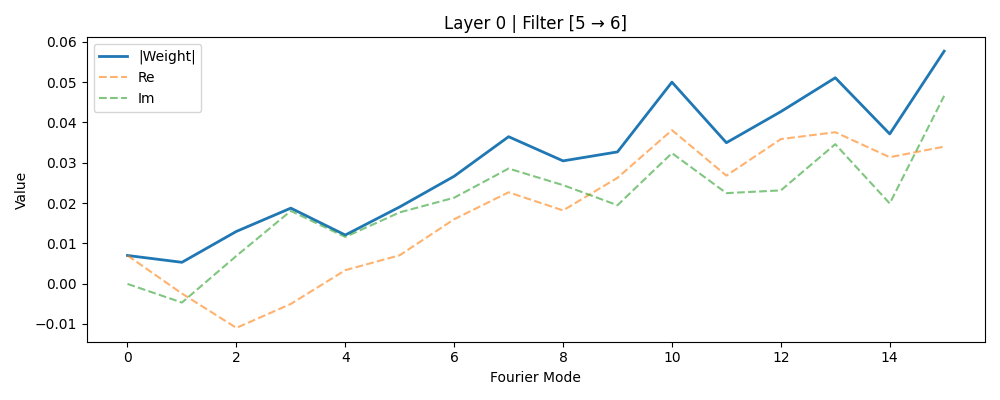 Layer 0 | Filter [5 → 6]
0.06
0.05
0.04
0.03
0.02
0.01
0.00
−0.01
Value
|Weight|
Re
Im
0 2 4 6 8 10 12 14
Fourier Mode